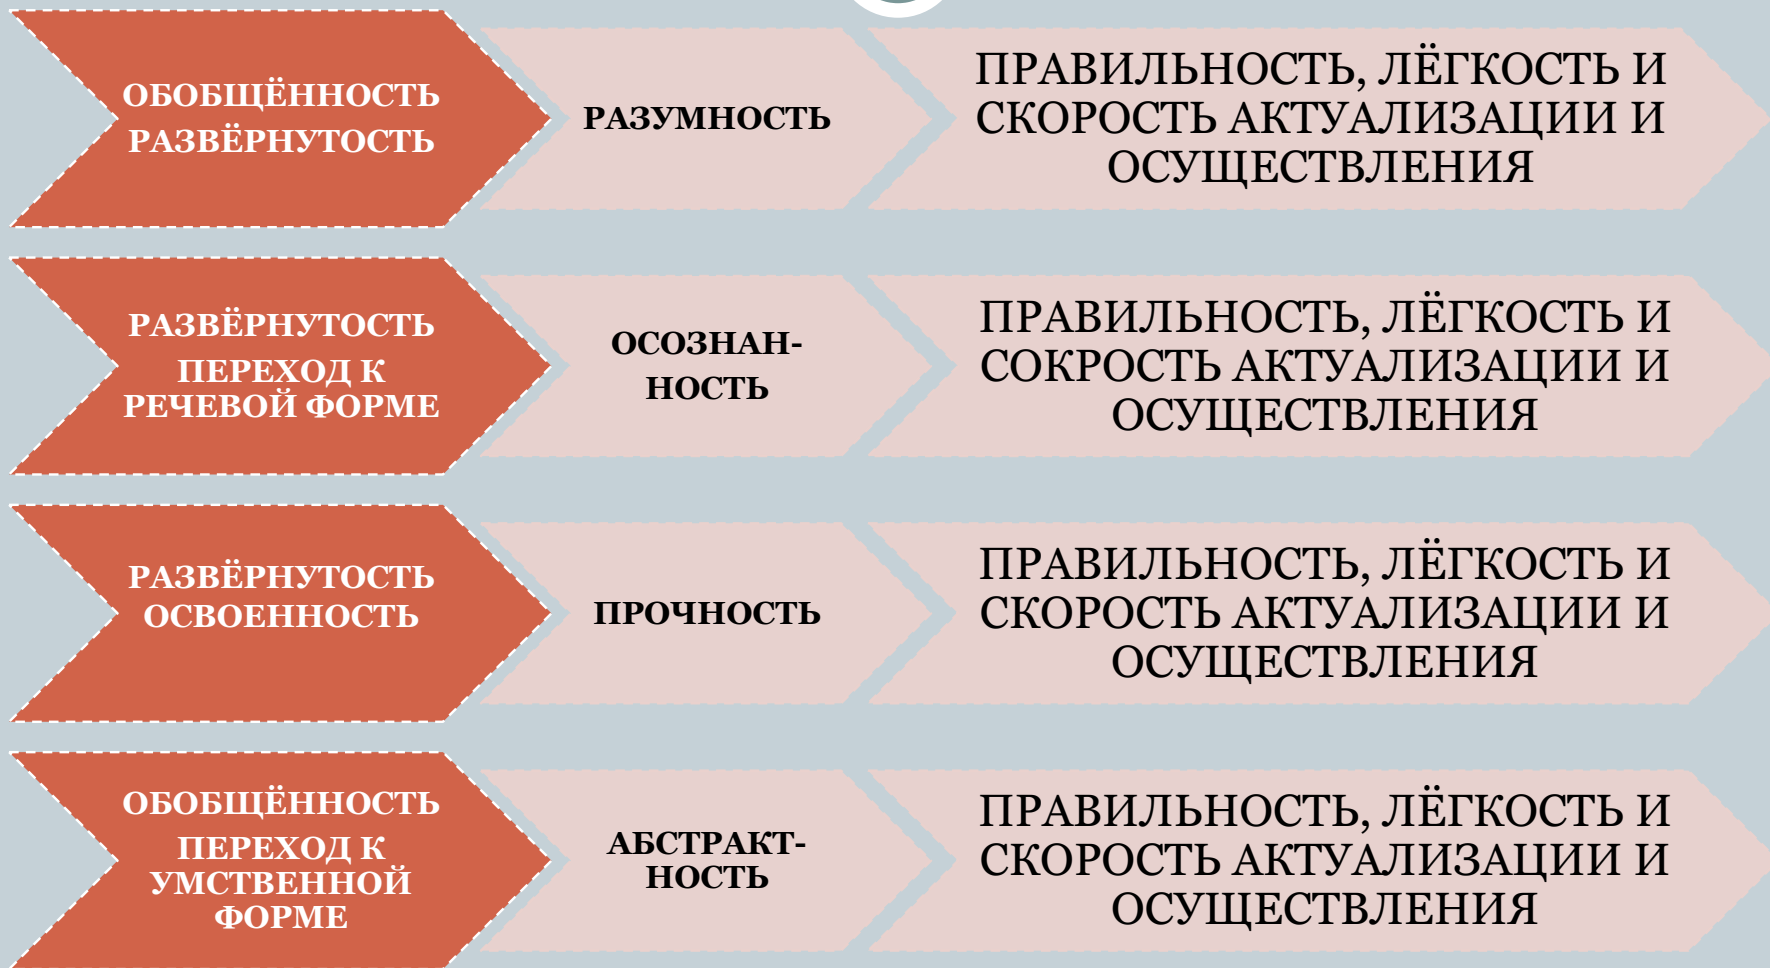 ОБОБЩЁННОСТЬ
РАЗВЁРНУТОСТЬ
РАЗУМНОСТЬ
ПРАВИЛЬНОСТЬ, ЛЁГКОСТЬ И
СКОРОСТЬ АКТУАЛИЗАЦИИ И
ОСУЩЕСТВЛЕНИЯ
РАЗВЁРНУТОСТЬ
ПЕРЕХОД К
РЕЧЕВОЙ ФОРМЕ
ОСОЗНАН-
НОСТЬ
ПРАВИЛЬНОСТЬ, ЛЁГКОСТЬ И
СОКРОСТЬ АКТУАЛИЗАЦИИ И
ОСУЩЕСТВЛЕНИЯ
РАЗВЁРНУТОСТЬ
ОСВОЕННОСТЬ
ПРОЧНОСТЬ
ПРАВИЛЬНОСТЬ, ЛЁГКОСТЬ И
СКОРОСТЬ АКТУАЛИЗАЦИИ И
ОСУЩЕСТВЛЕНИЯ
ОБОБЩЁННОСТЬ
ПЕРЕХОД К
УМСТВЕННОЙ
ФОРМЕ
АБСТРАКТ-
НОСТЬ
ПРАВИЛЬНОСТЬ, ЛЁГКОСТЬ И
СКОРОСТЬ АКТУАЛИЗАЦИИ И
ОСУЩЕСТВЛЕНИЯ